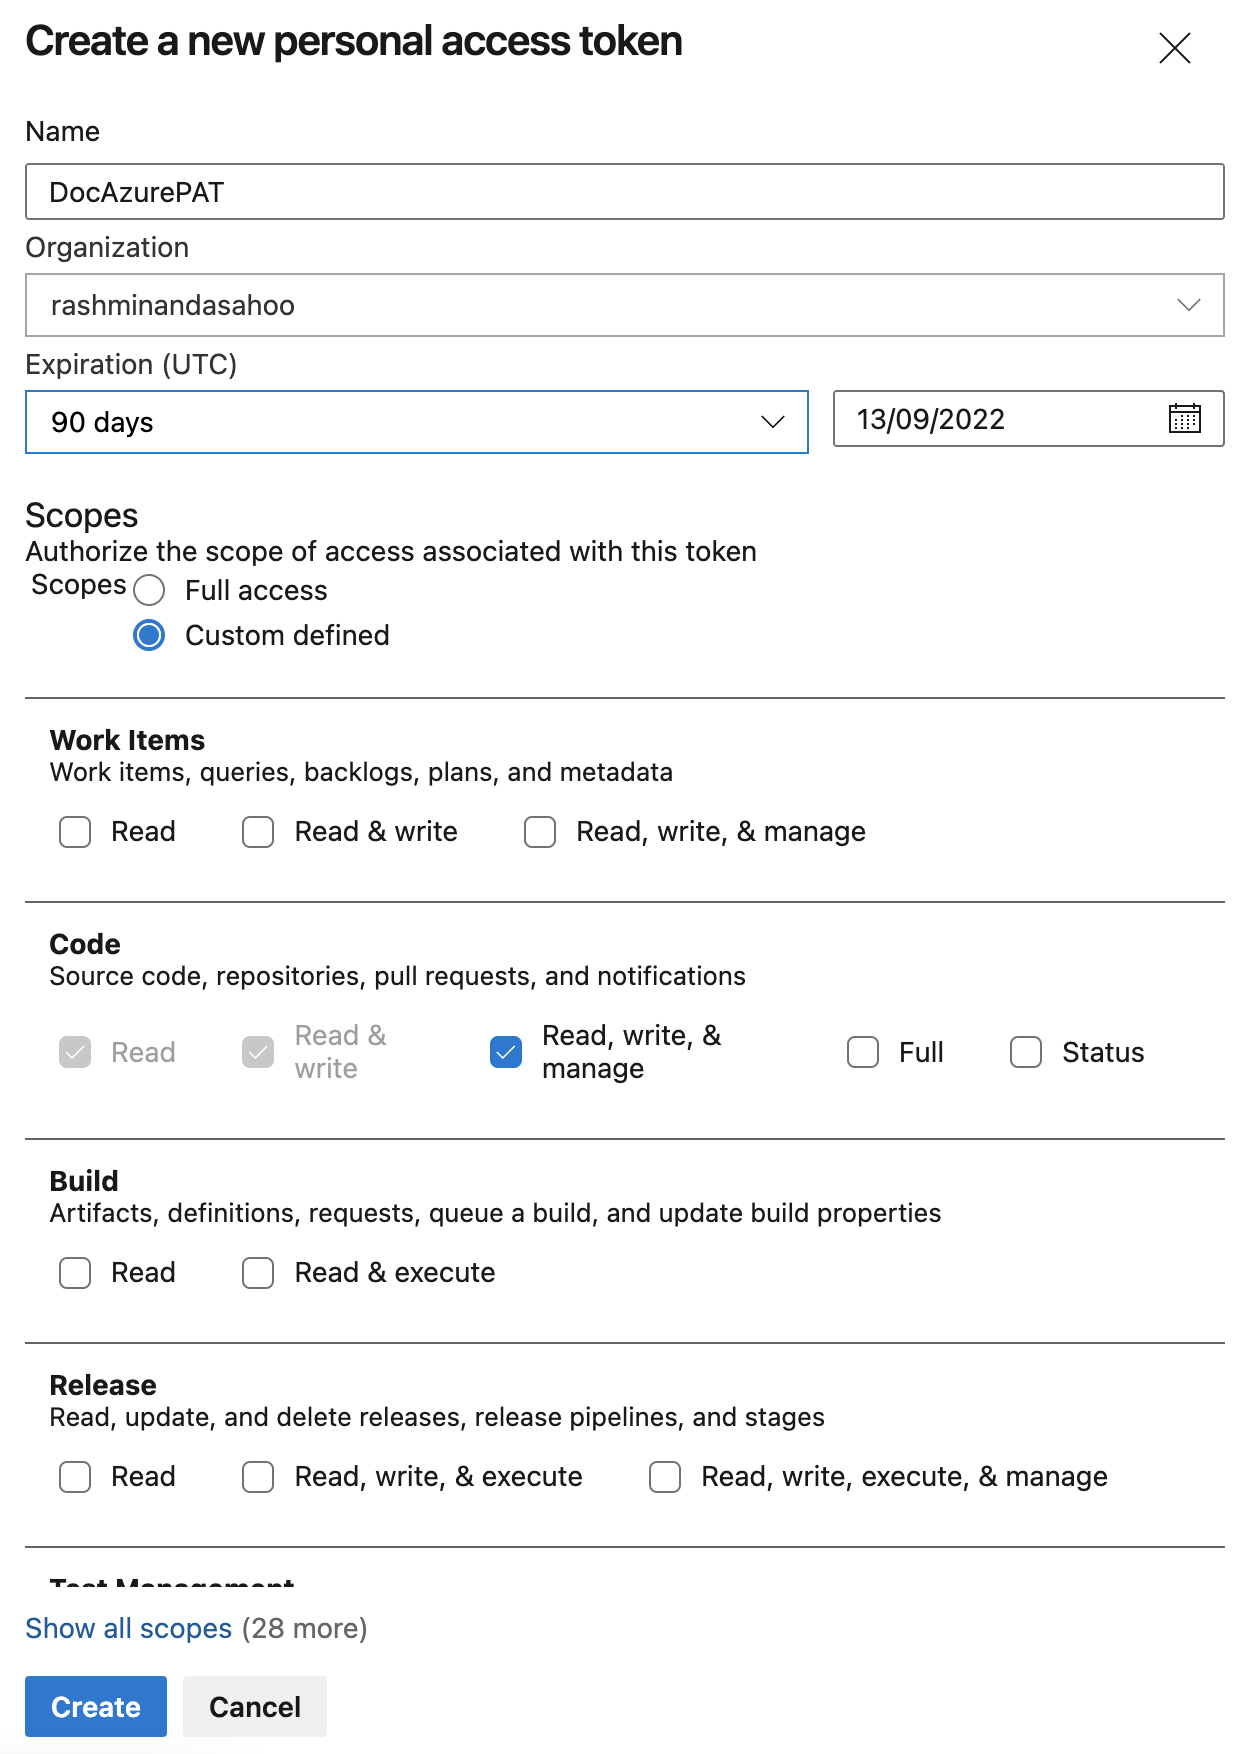 Create a new personal access token
Name
DocAzurePAT
Organization
rashminandasahoo
Expiration (UTC)
90 days
13/09/2022
Scopes
Authorize the scope of access associated with this token
Scopes
Full access
Custom defined
Work Items
Work items, queries, backlogs, plans, and metadata
Read Read & write Read, write, & manage
Code
Source code, repositories, pull requests, and notifications
Read Read & write Read, write, & manage Full Status
Build
Artifacts, definitions, requests, queue a build, and update build properties
Read Read & execute
Release
Read, update, and delete releases, release pipelines, and stages
Read Read, write, & execute Read, write, execute, & manage
Test Management
Show all scopes (28 more)
Create Cancel